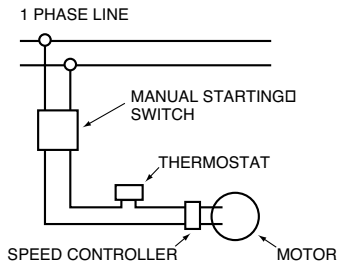 1 PHASE LINE
MANUAL STARTING□
SWITCH
THERMOSTAT
SPEED CONTROLLER
MOTOR